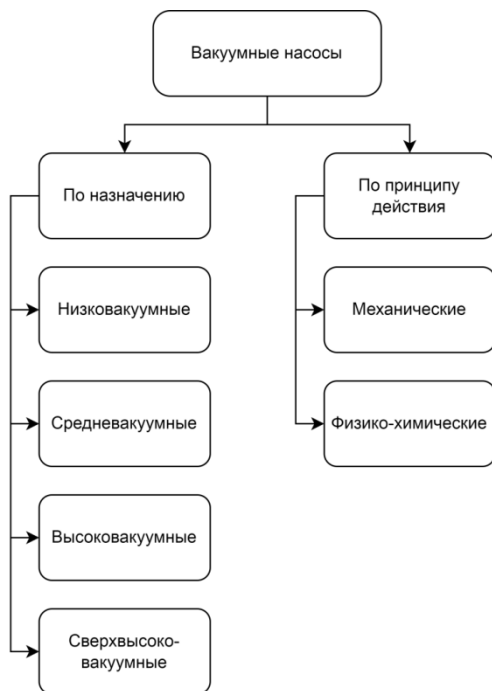 Вакуумные насосы
По назначению
По принципу
действия
Низковакуумные
Механические
Средневакуумные
Физико-химические
Высоковакуумные
Сверхвысоко-
вакуумные